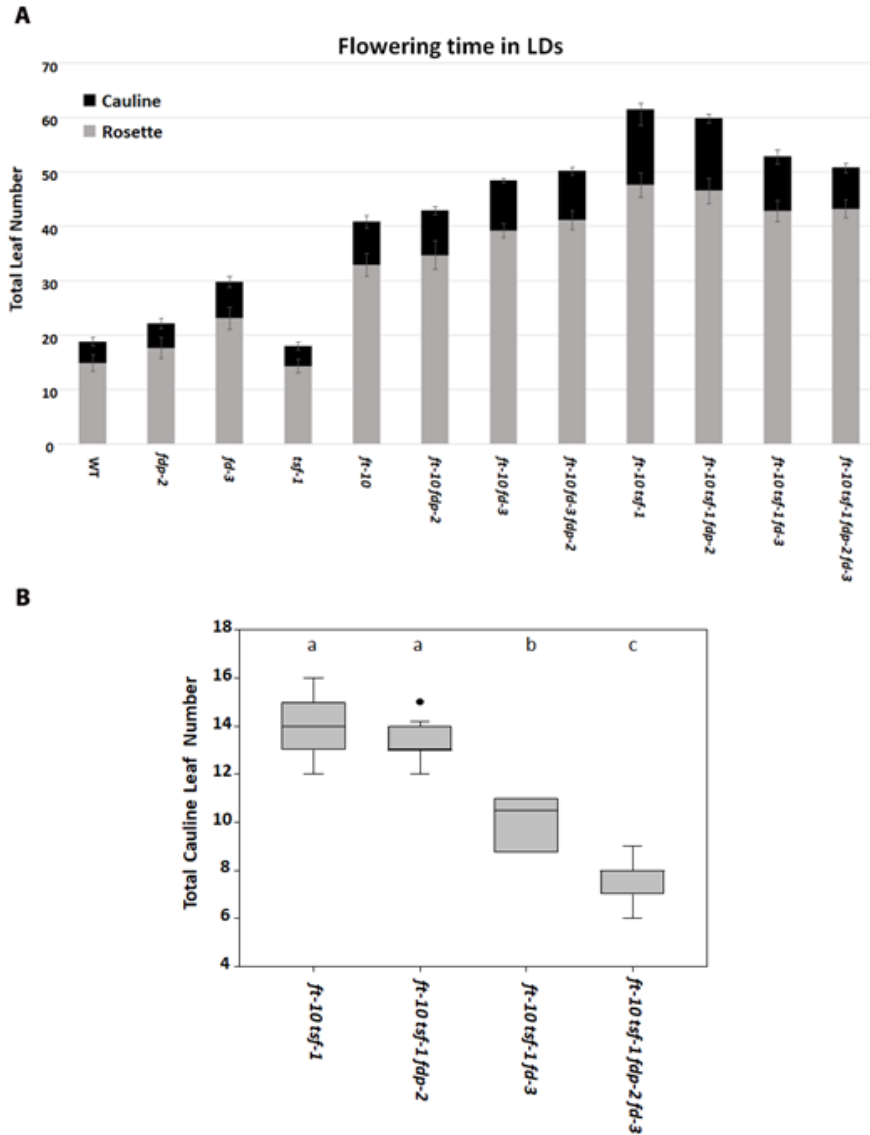 A
Flowering time in LDs
Total Leaf Number
70
60
50
40
30
20
10
0
Cauline
Rosette
WT
fdp-2
fd-3
tsf-1
ft-10
ft-10 fdp-2
ft-10 fd-3
ft-10 fd-3 fdp-2
ft-10 tsf-1
ft-10 tsf-1 fdp-2
ft-10 tsf-1 fd-3
ft-10 tsf-1 fdp-2 fd-3
B
Total Cauline Leaf Number
18
16
14
12
10
8
6
4
a
a
b
c
ft-10 tsf-1
ft-10 tsf-1 fdp-2
ft-10 tsf-1 fd-3
ft-10 tsf-1 fdp-2 fd-3